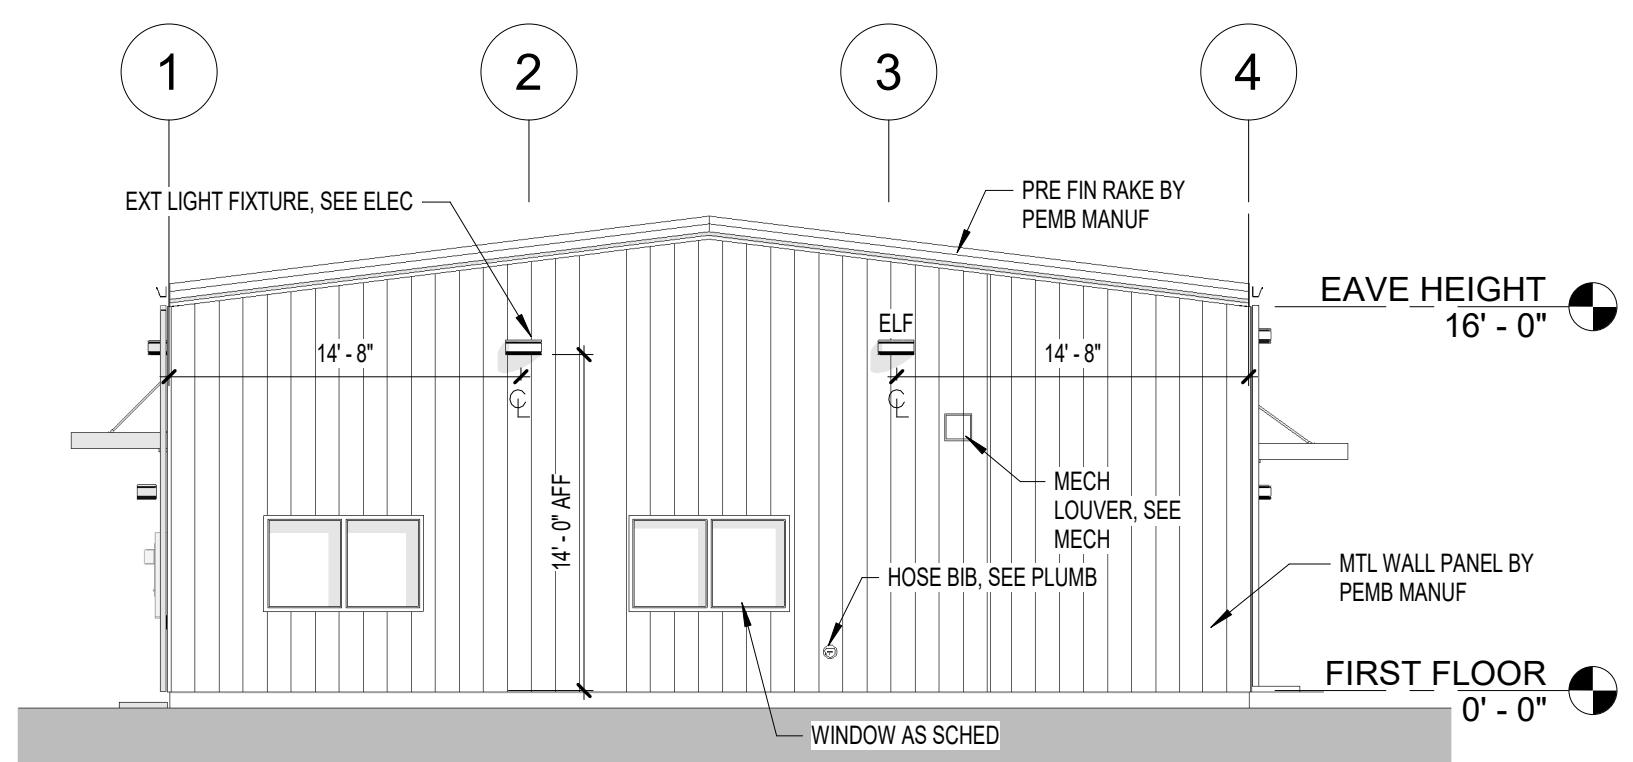 1
2
3
4
EXT LIGHT FIXTURE, SEE ELEC
PRE FIN RAKE BY
PEMB MANUF
EAVE HEIGHT
16' - 0"
ELF
14' - 8"
14' - 8"
CL
CL
14' - 0" AFF
MECH
LOUVER, SEE
MECH
HOSE BIB, SEE PLUMB
MTL WALL PANEL BY
PEMB MANUF
FIRST FLOOR
0' - 0"
WINDOW AS SCHED